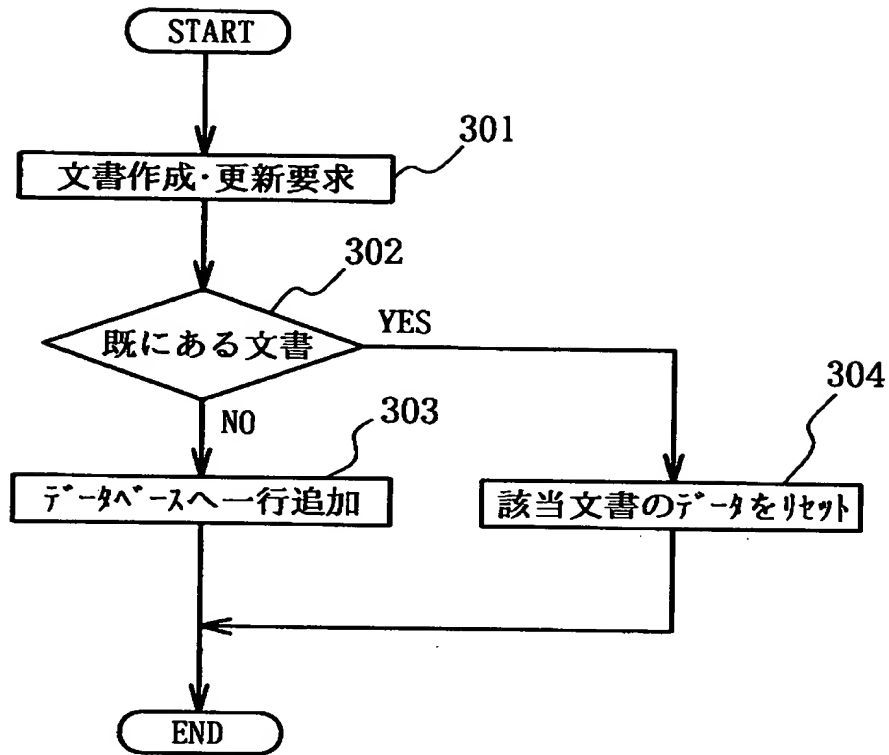 START
301
文書作成・更新要求
302
既にある文書
YES
NO
303
304
ﾃﾞｰﾀﾍﾞｰｽへ一行追加
該当文書のﾃﾞｰﾀをﾘｾｯﾄ
END